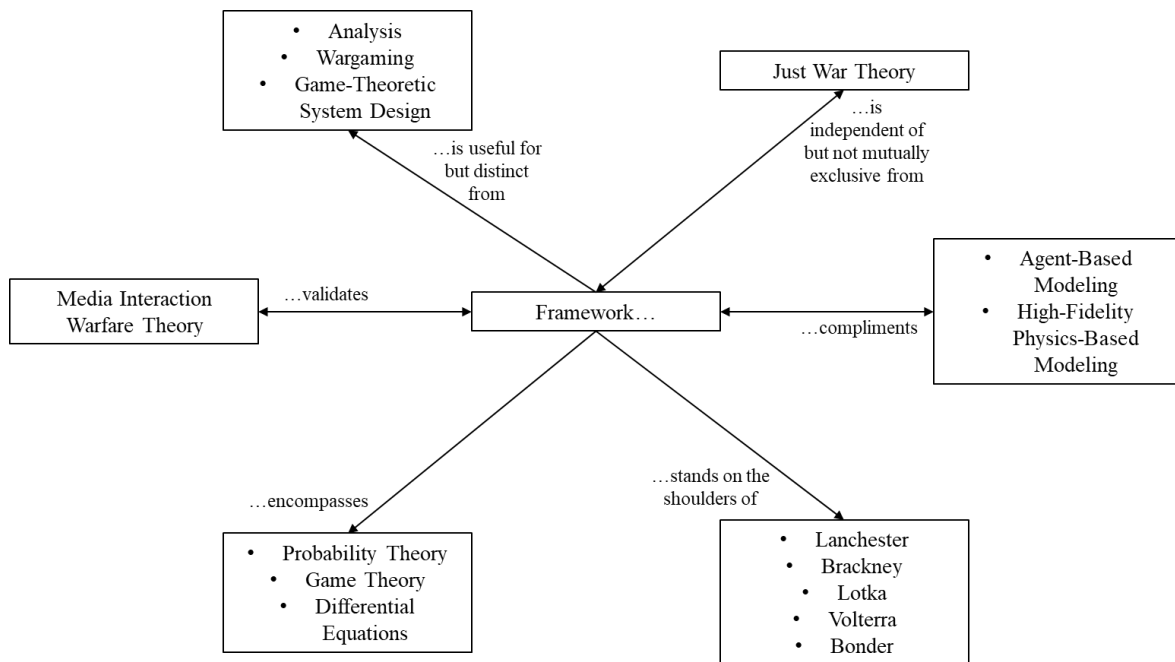 • Analysis
• Wargaming
• Game-Theoretic
System Design
Just War Theory
…is useful for
but distinct
from
…is
independent of
but not mutually
exclusive from
Media Interaction
Warfare Theory
…validates
Framework…
…compliments
• Agent-Based
Modeling
• High-Fidelity
Physics-Based
Modeling
…encompasses
…stands on the
shoulders of
• Probability Theory
• Game Theory
• Differential
Equations
• Lanchester
• Brackney
• Lotka
• Volterra
• Bonder